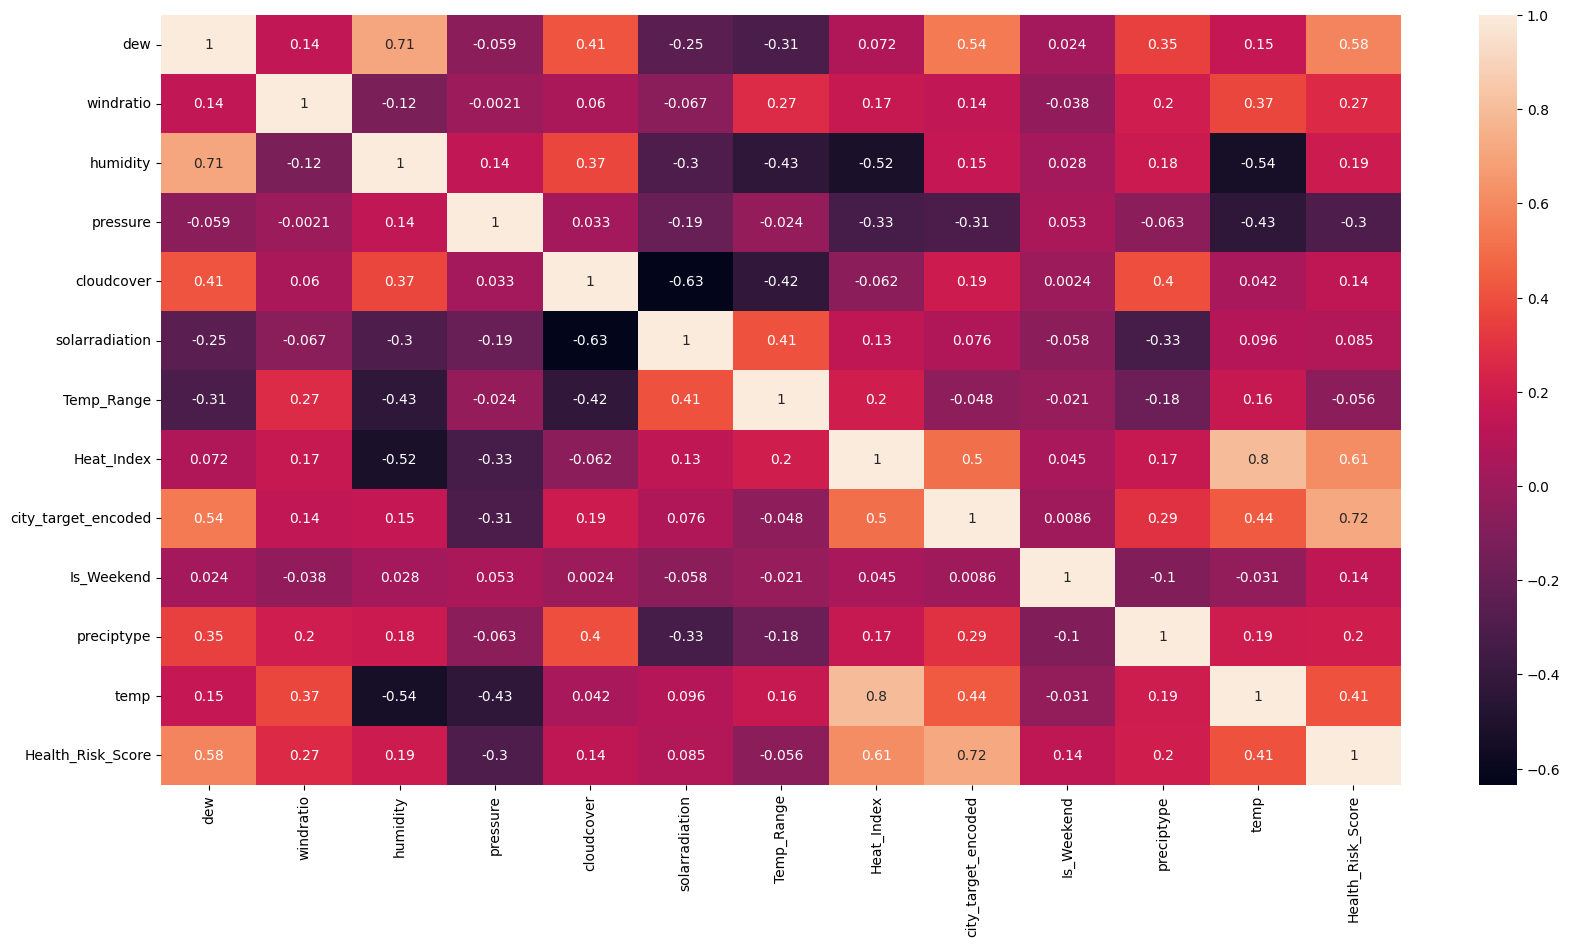 dew 1 0.14 0.71 -0.059 0.41 -0.25 -0.31 0.072 0.54 0.024 0.35 0.15 0.58
windratio 0.14 1 -0.12 -0.0021 0.06 -0.067 0.27 0.17 0.14 -0.038 0.2 0.37 0.27
humidity 0.71 -0.12 1 0.14 0.37 -0.3 -0.43 -0.52 0.15 0.028 0.18 -0.54 0.19
pressure -0.059 -0.0021 0.14 1 0.033 -0.19 -0.024 -0.33 -0.31 0.053 -0.063 -0.43 -0.3
cloudcover 0.41 0.06 0.37 0.033 1 -0.63 -0.42 -0.062 0.19 0.0024 0.4 0.042 0.14
solarradiation -0.25 -0.067 -0.3 -0.19 -0.63 1 0.41 0.13 0.076 -0.058 -0.33 0.096 0.085
Temp_Range -0.31 0.27 -0.43 -0.024 -0.42 0.41 1 0.2 -0.048 -0.021 -0.18 0.16 -0.056
Heat_Index 0.072 0.17 -0.52 -0.33 -0.062 0.13 0.2 1 0.5 0.045 0.17 0.8 0.61
city_target_encoded 0.54 0.14 0.15 -0.31 0.19 0.076 -0.048 0.5 1 0.0086 0.29 0.44 0.72
Is_Weekend 0.024 -0.038 0.028 0.053 0.0024 -0.058 -0.021 0.045 0.0086 1 -0.1 -0.031 0.14
preciptype 0.35 0.2 0.18 -0.063 0.4 -0.33 -0.18 0.17 0.29 -0.1 1 0.19 0.2
temp 0.15 0.37 -0.54 -0.43 0.042 0.096 0.16 0.8 0.44 -0.031 0.19 1 0.41
Health_Risk_Score 0.58 0.27 0.19 -0.3 0.14 0.085 -0.056 0.61 0.72 0.14 0.2 0.41 1
dew
windratio
humidity
pressure
cloudcover
solarradiation
Temp_Range
Heat_Index
city_target_encoded
Is_Weekend
preciptype
temp
Health_Risk_Score
1.0
0.8
0.6
0.4
0.2
0.0
−0.2
−0.4
−0.6